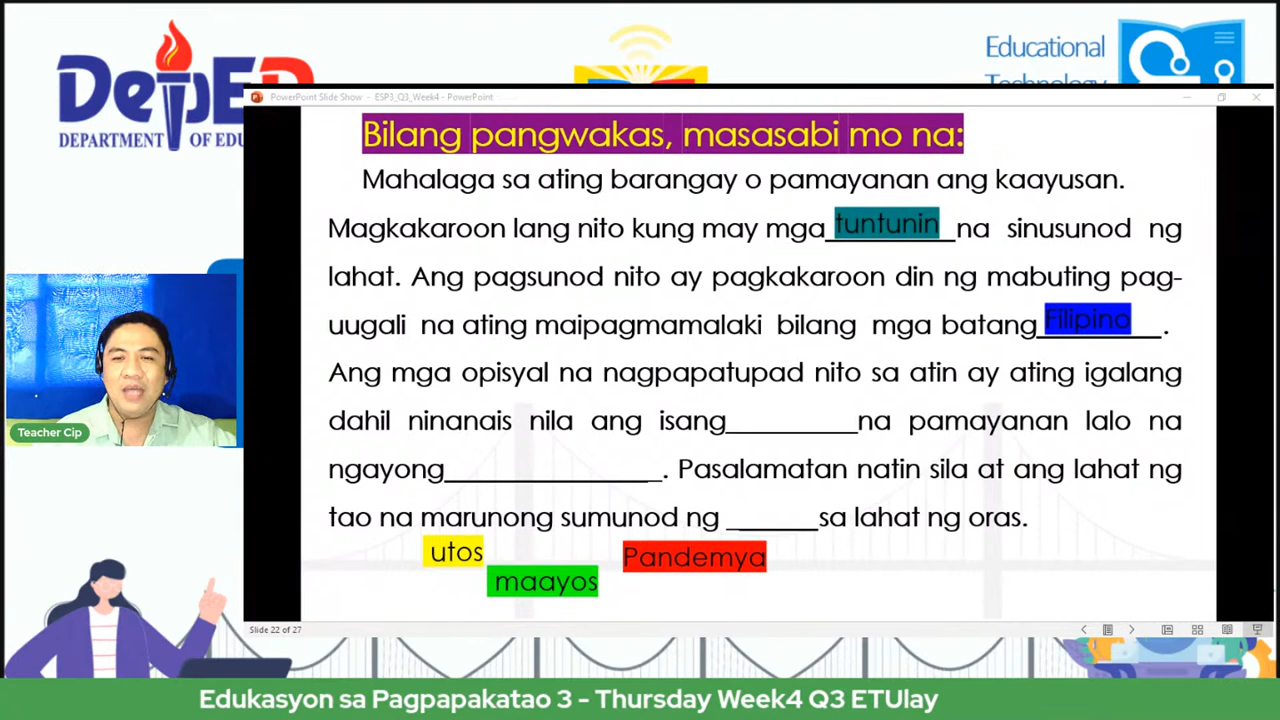 DepED
DEPARTMENT OF EDU
Educational
PowerPoint Slide Show - ESP3_Q3_Week4 - PowerPoint
Bilang pangwakas, masasabi mo na:
Mahalaga sa ating barangay o pamayanan ang kaayusan.
Magkakaroon lang nito kung may mga tuntunin na sinusunod ng
lahat. Ang pagsunod nito ay pagkakaroon din ng mabuting pag-
uugali na ating maipagmamalaki bilang mga batang Filipino.
Ang mga opisyal na nagpapatupad nito sa atin ay ating igalang
dahil ninanais nila ang isang__________na pamayanan lalo na
ngayong________________. Pasalamatan natin sila at ang lahat ng
tao na marunong sumunod ng _______sa lahat ng oras.
utos
Pandemya
maayos
Teacher Cip
Slide 22 of 27
Edukasyon sa Pagpapakatao 3 - Thursday Week4 Q3 ETUlay